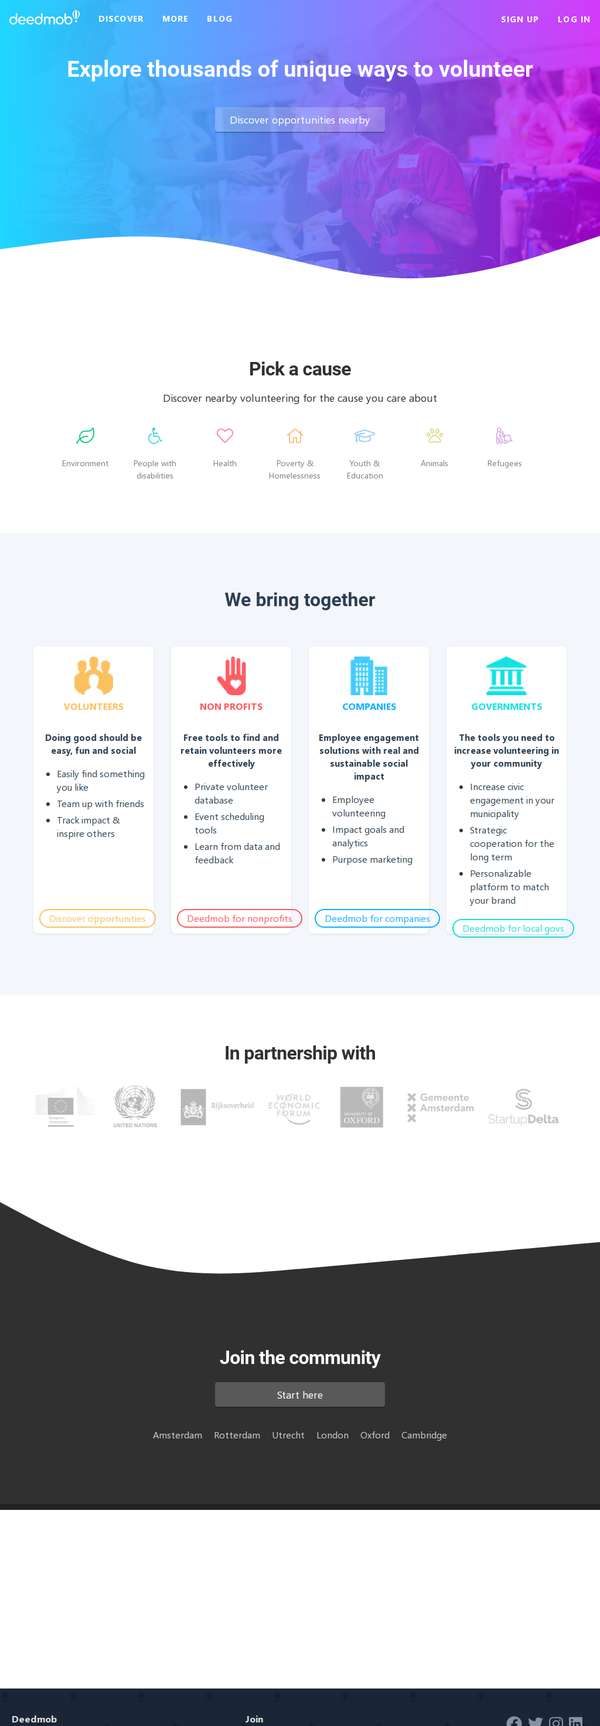 deedmob
DISCOVER
MORE
BLOG
SIGN UP
LOG IN
Explore thousands of unique ways to volunteer
Discover opportunities nearby
Pick a cause
Discover nearby volunteering for the cause you care about
Environment
People with
disabilities
Health
Poverty &
Homelessness
Youth &
Education
Animals
Refugees
We bring together
VOLUNTEERS
Doing good should be
easy, fun and social
Easily find something
you like
Team up with friends
Track impact &
inspire others
Discover opportunities
NON PROFITS
Free tools to find and
retain volunteers more
effectively
Private volunteer
database
Event scheduling
tools
Learn from data and
feedback
Deedmob for nonprofits
COMPANIES
Employee engagement
solutions with real and
sustainable social
impact
Employee
volunteering
Impact goals and
analytics
Purpose marketing
Deedmob for companies
GOVERNMENTS
The tools you need to
increase volunteering in
your community
Increase civic
engagement in your
municipality
Strategic
cooperation for the
long term
Personalizable
platform to match
your brand
Deedmob for local govs
In partnership with
UNITED NATIONS
Rijksoverheid
WORLD
ECONOMIC
FORUM
UNIVERSITY OF
OXFORD
Gemeente
Amsterdam
StartupDelta
Join the community
Start here
Amsterdam
Rotterdam
Utrecht
London
Oxford
Cambridge
Deedmob
Join